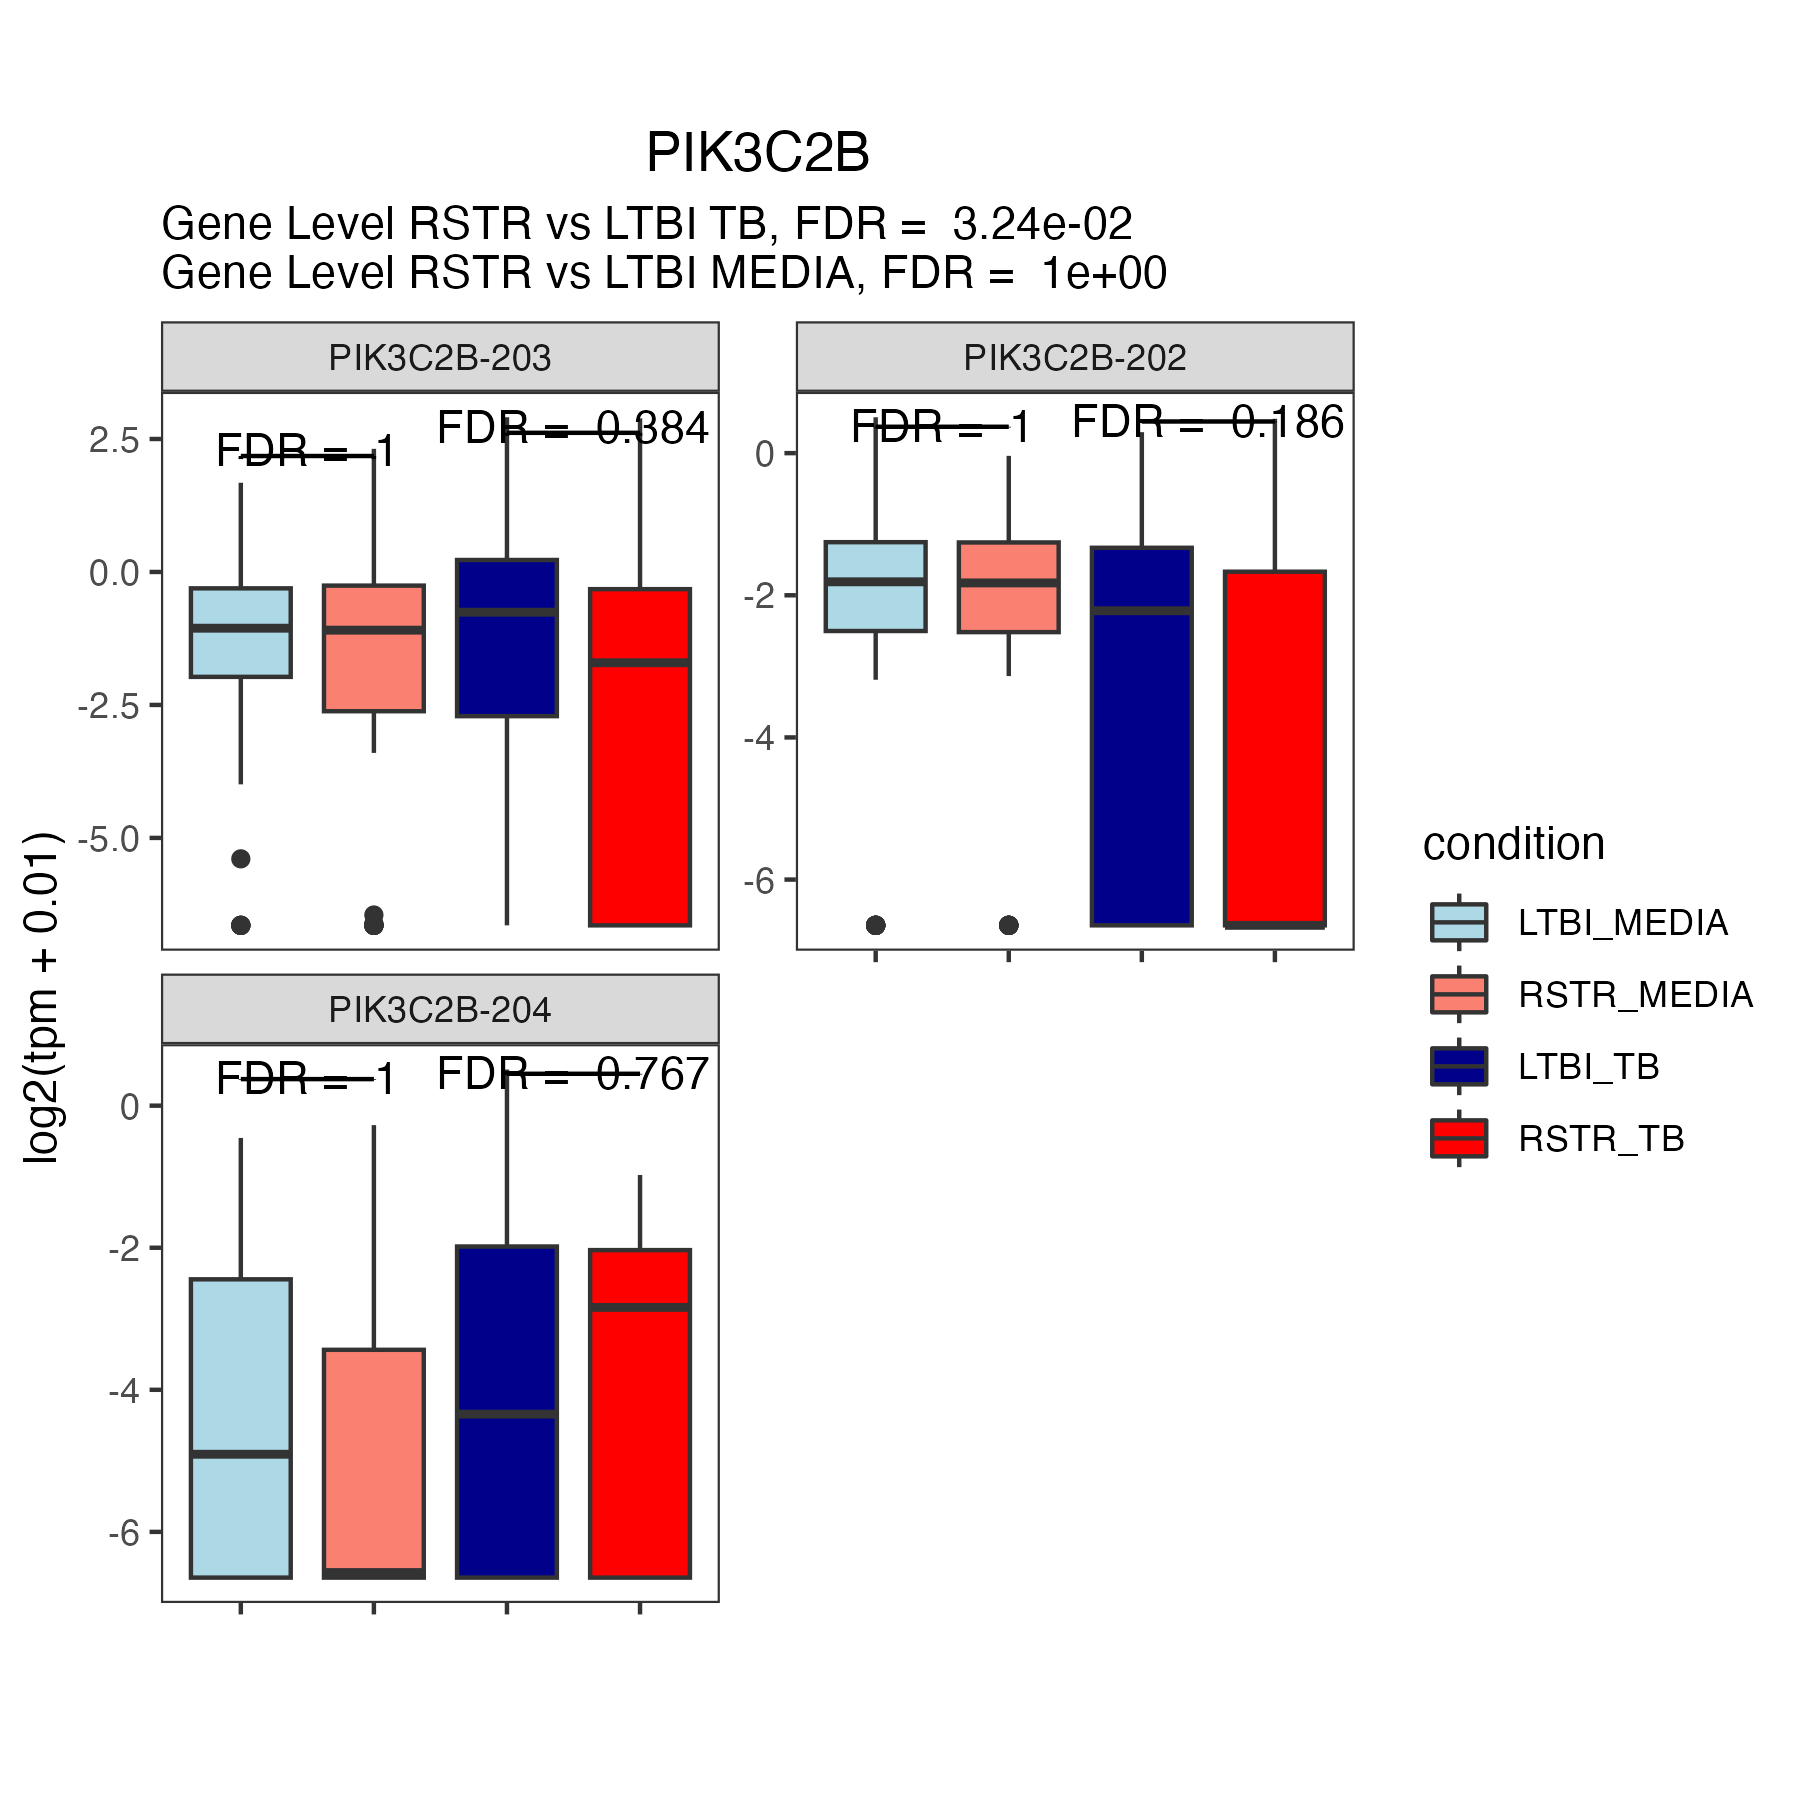 PIK3C2B
Gene Level RSTR vs LTBI TB, FDR = 3.24e-02
Gene Level RSTR vs LTBI MEDIA, FDR = 1e+00
PIK3C2B-203
FDR = 1
FDR = 0.384
2.5
0.0
-2.5
-5.0
PIK3C2B-202
FDR = 1
FDR = 0.186
0
-2
-4
-6
PIK3C2B-204
FDR = 1
FDR = 0.767
0
-2
-4
-6
log2(tpm + 0.01)
condition
LTBI_MEDIA
RSTR_MEDIA
LTBI_TB
RSTR_TB